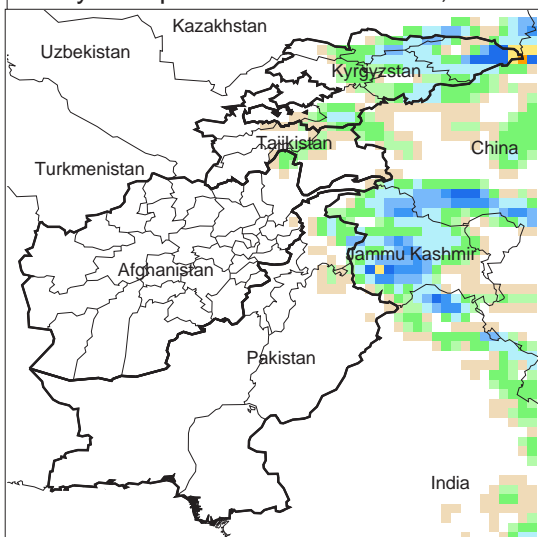 Kazakhstan
Uzbekistan
Kyrgyzstan
Tajikistan
China
Turkmenistan
Jammu Kashmir
Afghanistan
Pakistan
India